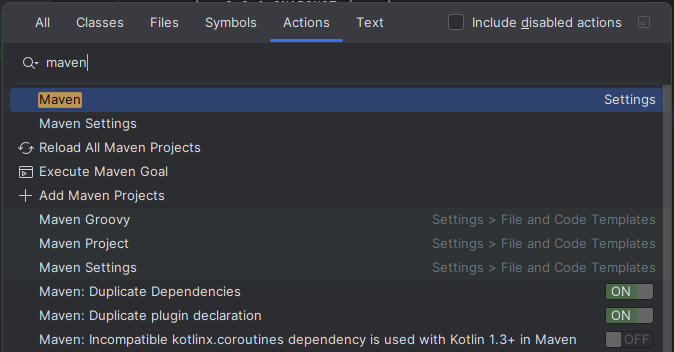 All Classes Files Symbols Actions Text Include disabled actions
maven
Maven Settings
Maven Settings
Reload All Maven Projects
Execute Maven Goal
Add Maven Projects
Maven Groovy Settings > File and Code Templates
Maven Project Settings > File and Code Templates
Maven Settings Settings > File and Code Templates
Maven: Duplicate Dependencies ON
Maven: Duplicate plugin declaration ON
Maven: Incompatible kotlinx.coroutines dependency is used with Kotlin 1.3+ in Maven OFF